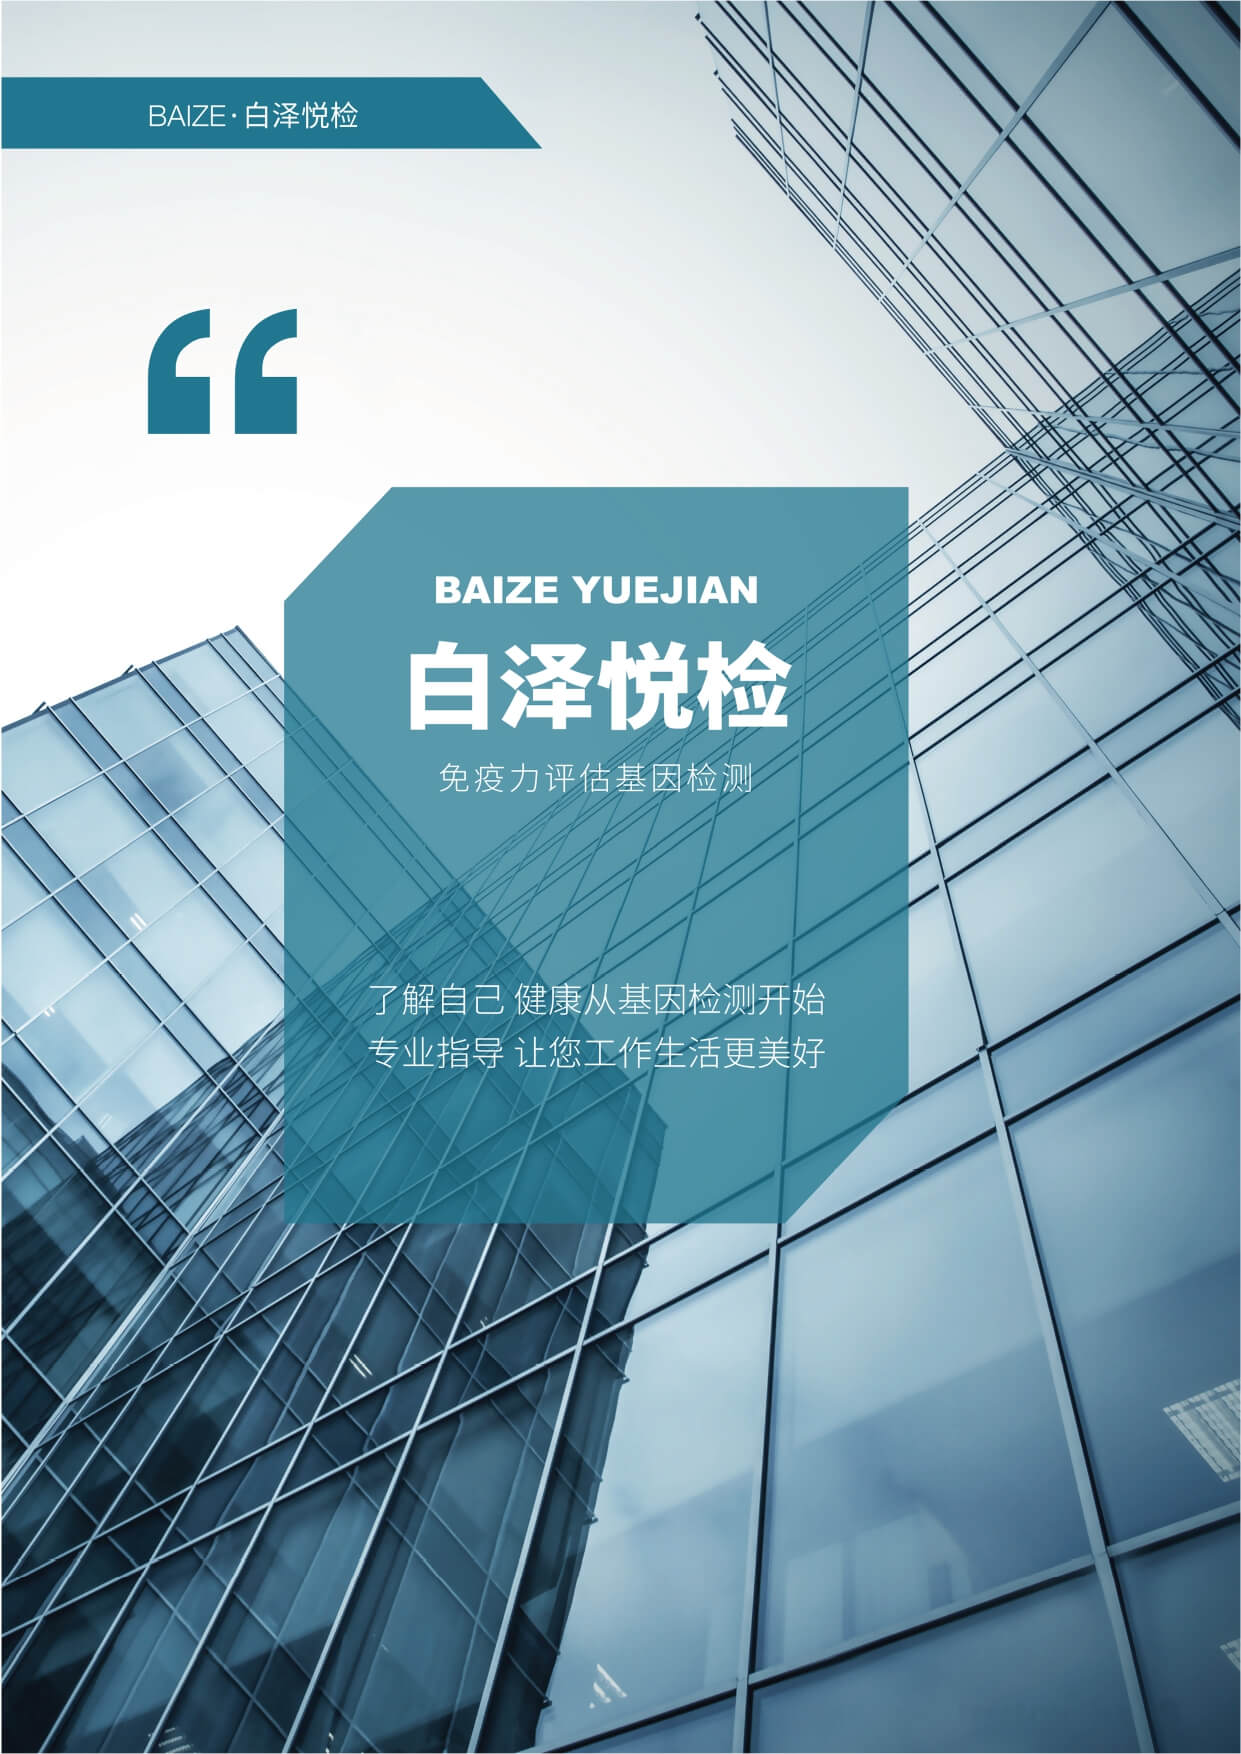 BAIZE·白泽悦检
BAIZE YUEJIAN
白泽悦检
免疫力评估基因检测
了解自己 健康从基因检测开始
专业指导 让您工作生活更美好